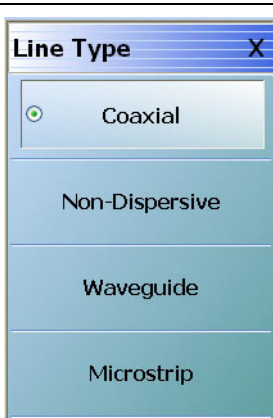 Line Type X
Coaxial
Non-Dispersive
Waveguide
Microstrip